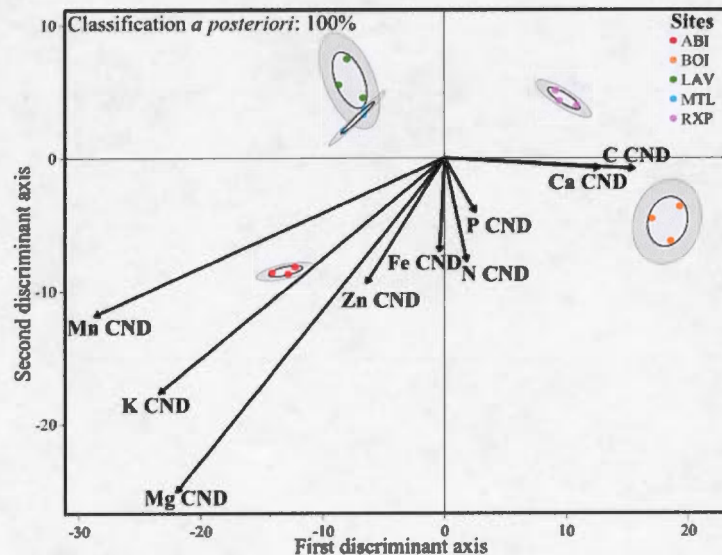 Classification a posteriori: 100%
Sites
ABI
BOI
LAV
MTL
RXP
10
0
-10
-20
Second discriminant axis
C CND
Ca CND
P CND
Fe CND
N CND
Zn CND
Mn CND
K CND
Mg CND
-30
-20
-10
0
10
20
First discriminant axis